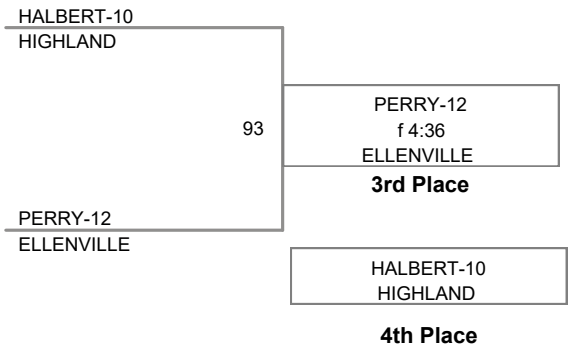 HALBERT-10
HIGHLAND
93
PERRY-12
f 4:36
ELLENVILLE
3rd Place
PERRY-12
ELLENVILLE
HALBERT-10
HIGHLAND
4th Place